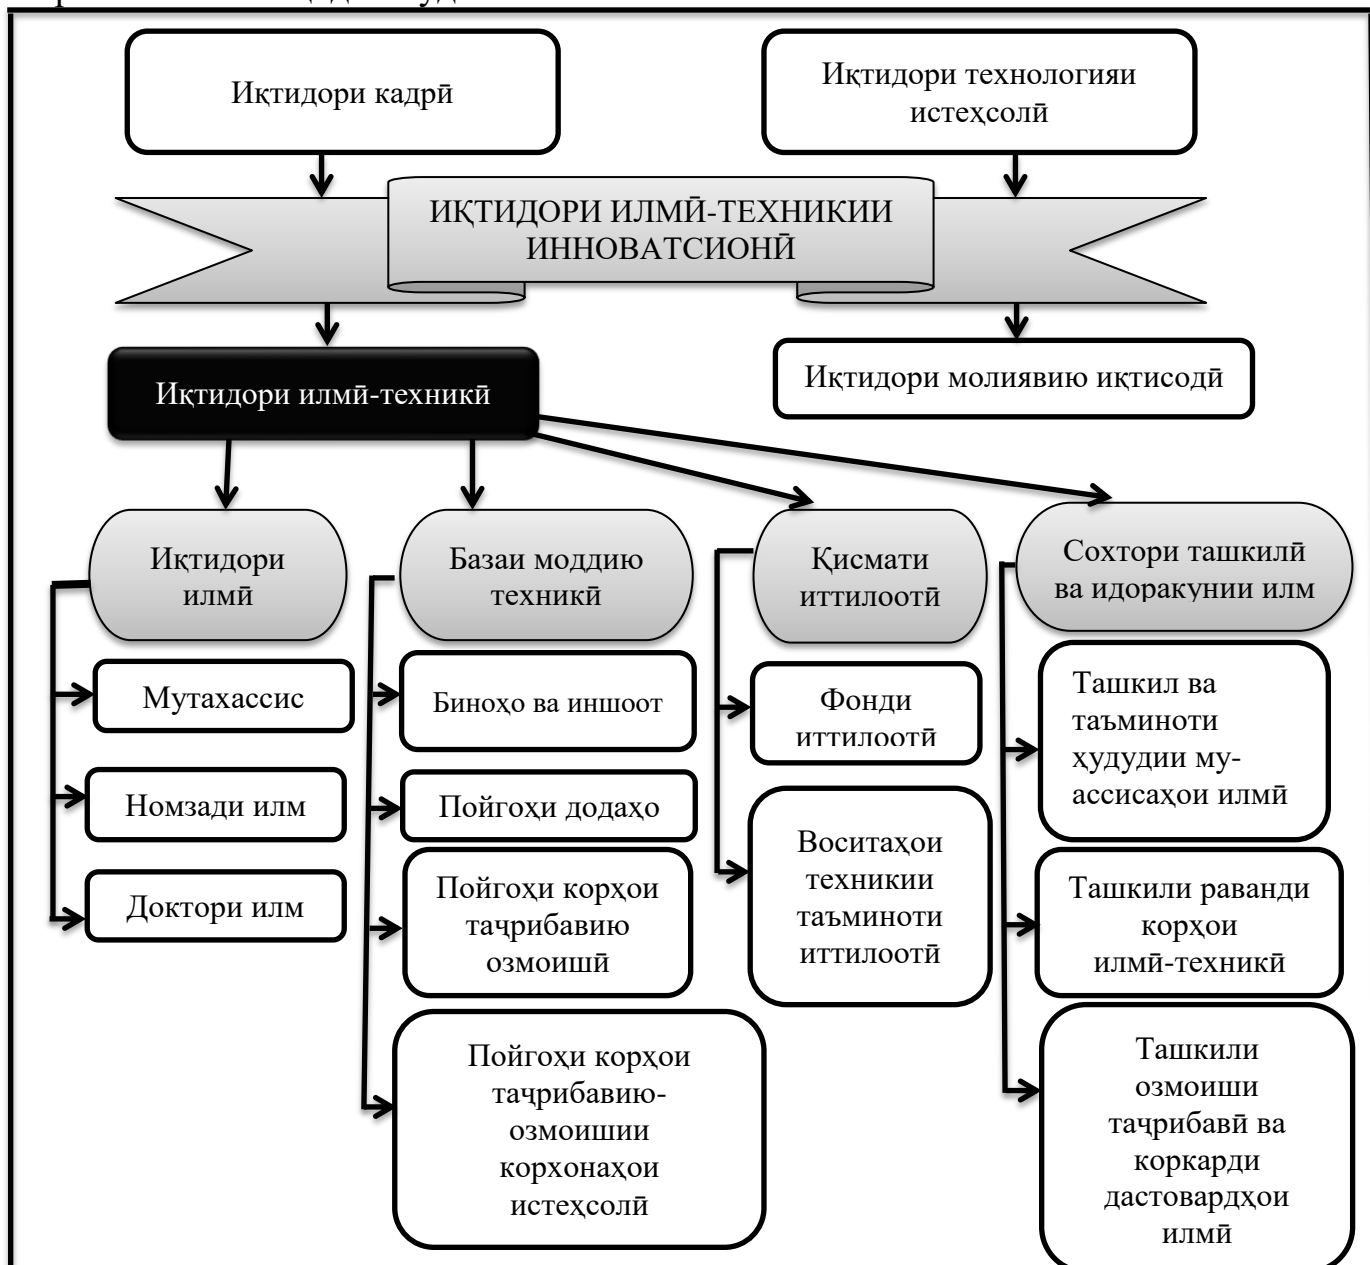 Иқтидори кадрӣ
Иқтидори технологияи
истеҳсолӣ
ИҚТИДОРИ ИЛМӢ-ТЕХНИКИИ
ИННОВАТСИОНӢ
Иқтидори илмӣ-техникӣ
Иқтидори молиявию иқтисодӣ
Иқтидори
илмӣ
Базаи моддию
техникӣ
Қисмати
иттилоотӣ
Сохтори ташкилӣ
ва идоракунии илм
Мутахассис
Номзади илм
Доктори илм
Биноҳо ва иншоот
Пойгоҳи додаҳо
Пойгоҳи корҳои
таҷрибавию
озмоишӣ
Пойгоҳи корҳои
таҷрибавию-
озмоишии
корхонаҳои
истеҳсолӣ
Фонди
иттилоотӣ
Воситаҳои
техникии
таъминоти
иттилоотӣ
Ташкил ва
таъминоти
ҳудудии му-
ассисаҳои илмӣ
Ташкили раванди
корҳои
илмӣ-техникӣ
Ташкили
озмоиши
таҷрибавӣ ва
коркарди
дастовардҳои
илмӣ